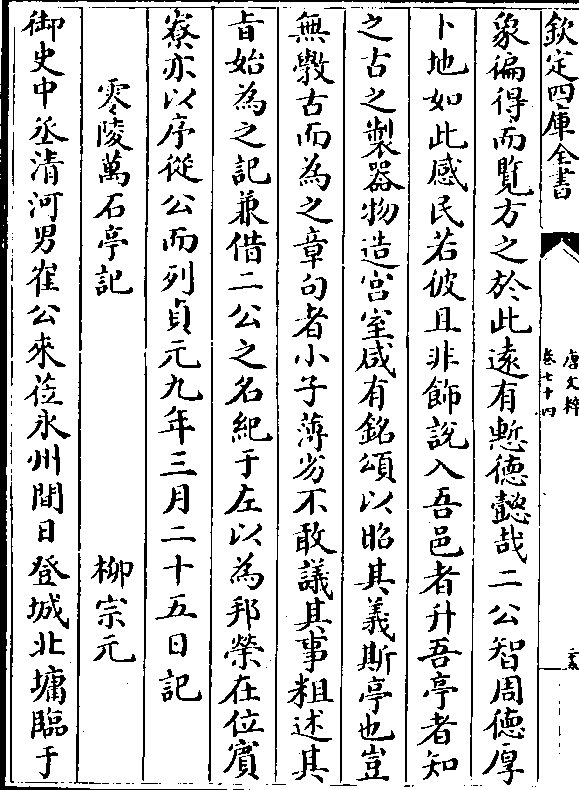 欽定四庫全書
唐文粹
卷七十四
象徧得而覽方之於此遠有慙德懿哉二公智周德厚
卜地如此感民若彼且非飾說入吾邑者升吾亭者知
之古之製器物造宫室咸有銘頌以昭其義斯亭也豈
無斆古而為之章句者小子薄劣不敢議其事粗述其
旨始為之記兼借二公之名紀于左以為邦榮在位賓
寮亦以序從公而列貞元九年三月二十五日記
零陵萬石亭記 柳宗元
御史中丞清河男崔公來莅永州間日登城北墉臨于